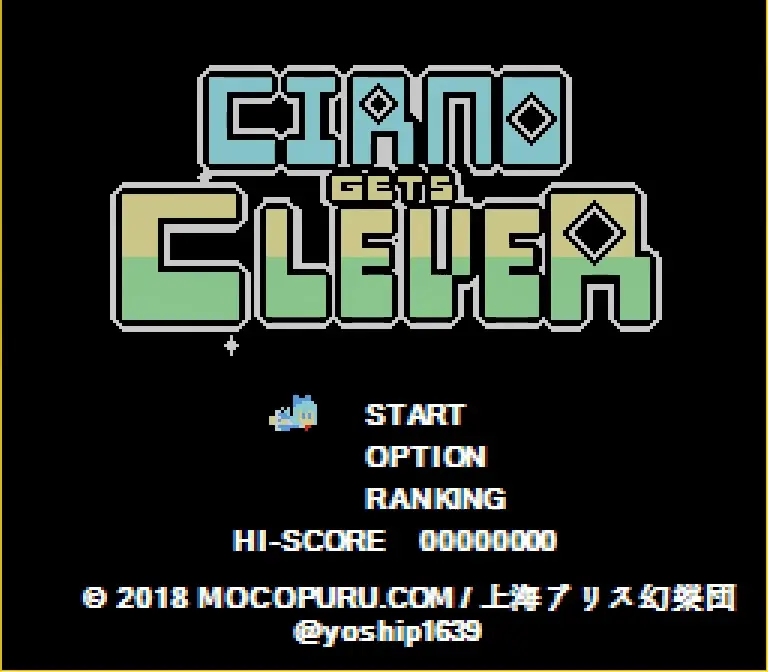 CIRNO
GETS
CLEVER
START
OPTION
RANKING
HI-SCORE 00000000
© 2018 MOCOPURU.COM / 上海アリス幻樂団
@yoship1639